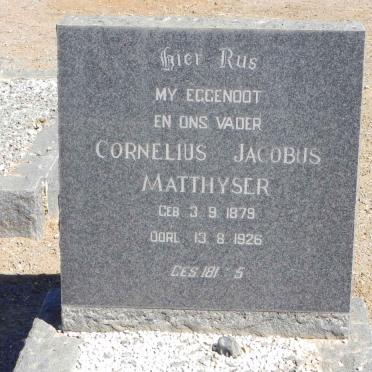 Hier Rus
MY EGGENOOT
EN ONS VADER
CORNELIUS JACOBUS
MATTHYSER
GEB 3.9.1879
OORL 13.8.1926
GES. 181 : 5